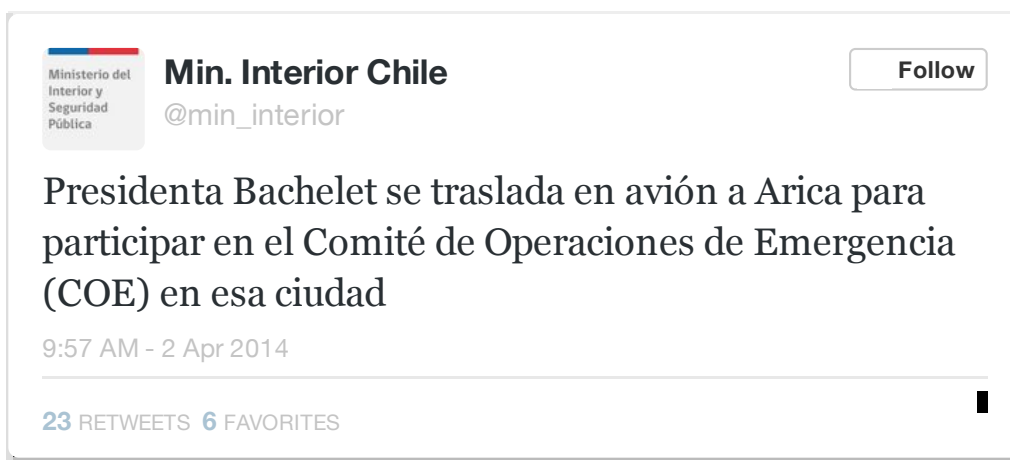 Ministerio del
Interior y
Seguridad
Pública
Min. Interior Chile
@min_interior
Follow
Presidenta Bachelet se traslada en avión a Arica para
participar en el Comité de Operaciones de Emergencia
(COE) en esa ciudad
9:57 AM - 2 Apr 2014
23 RETWEETS 6 FAVORITES